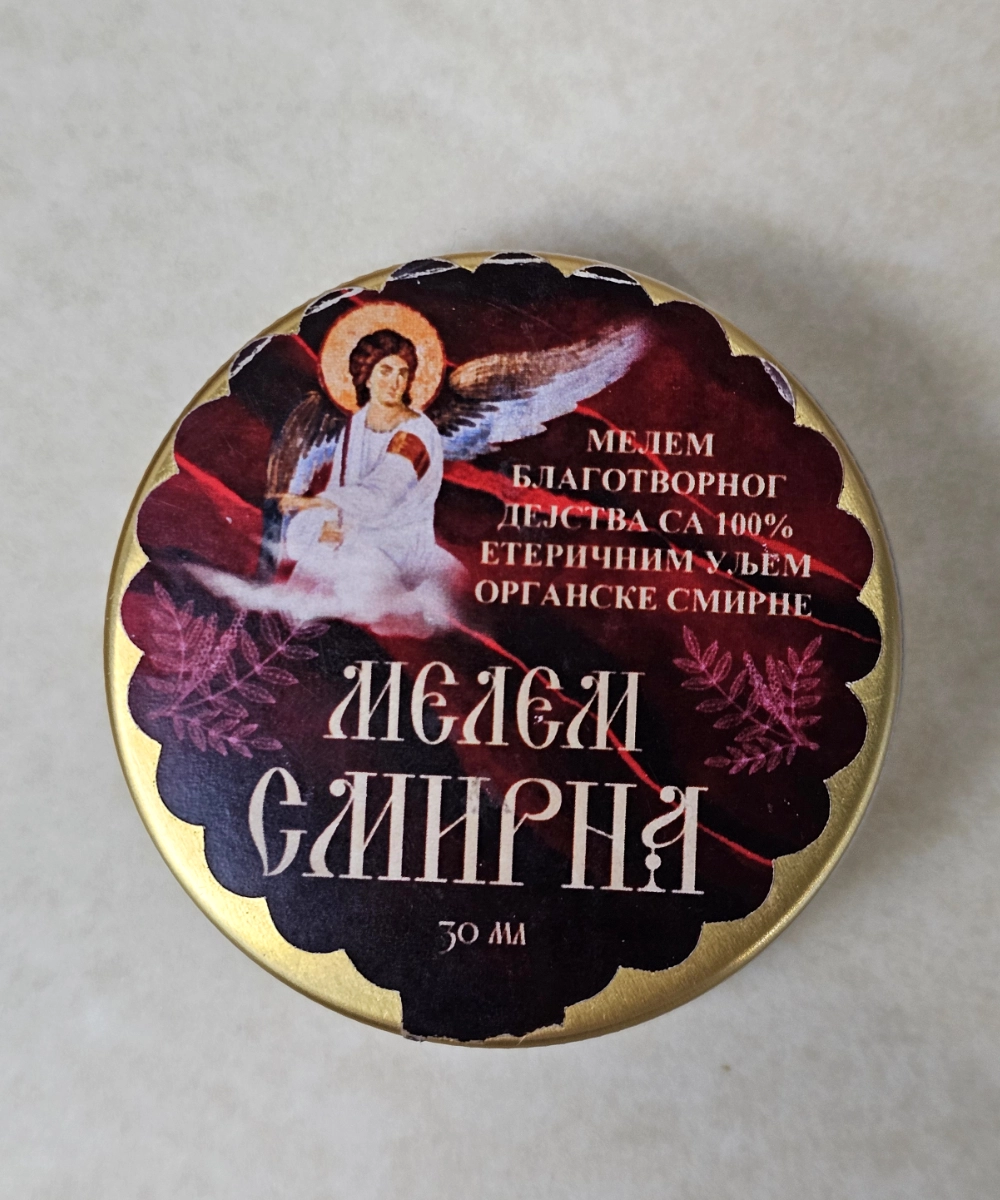 МЕЛЕМ
БЛАГОТВОРНОГ
ДЕЈСТВА СА 100%
ЕТЕРИЧНИМ УЉЕМ
ОРГАНСКЕ СМИРНЕ
МЕЛЕМ
СМИРНА
30 МЛ